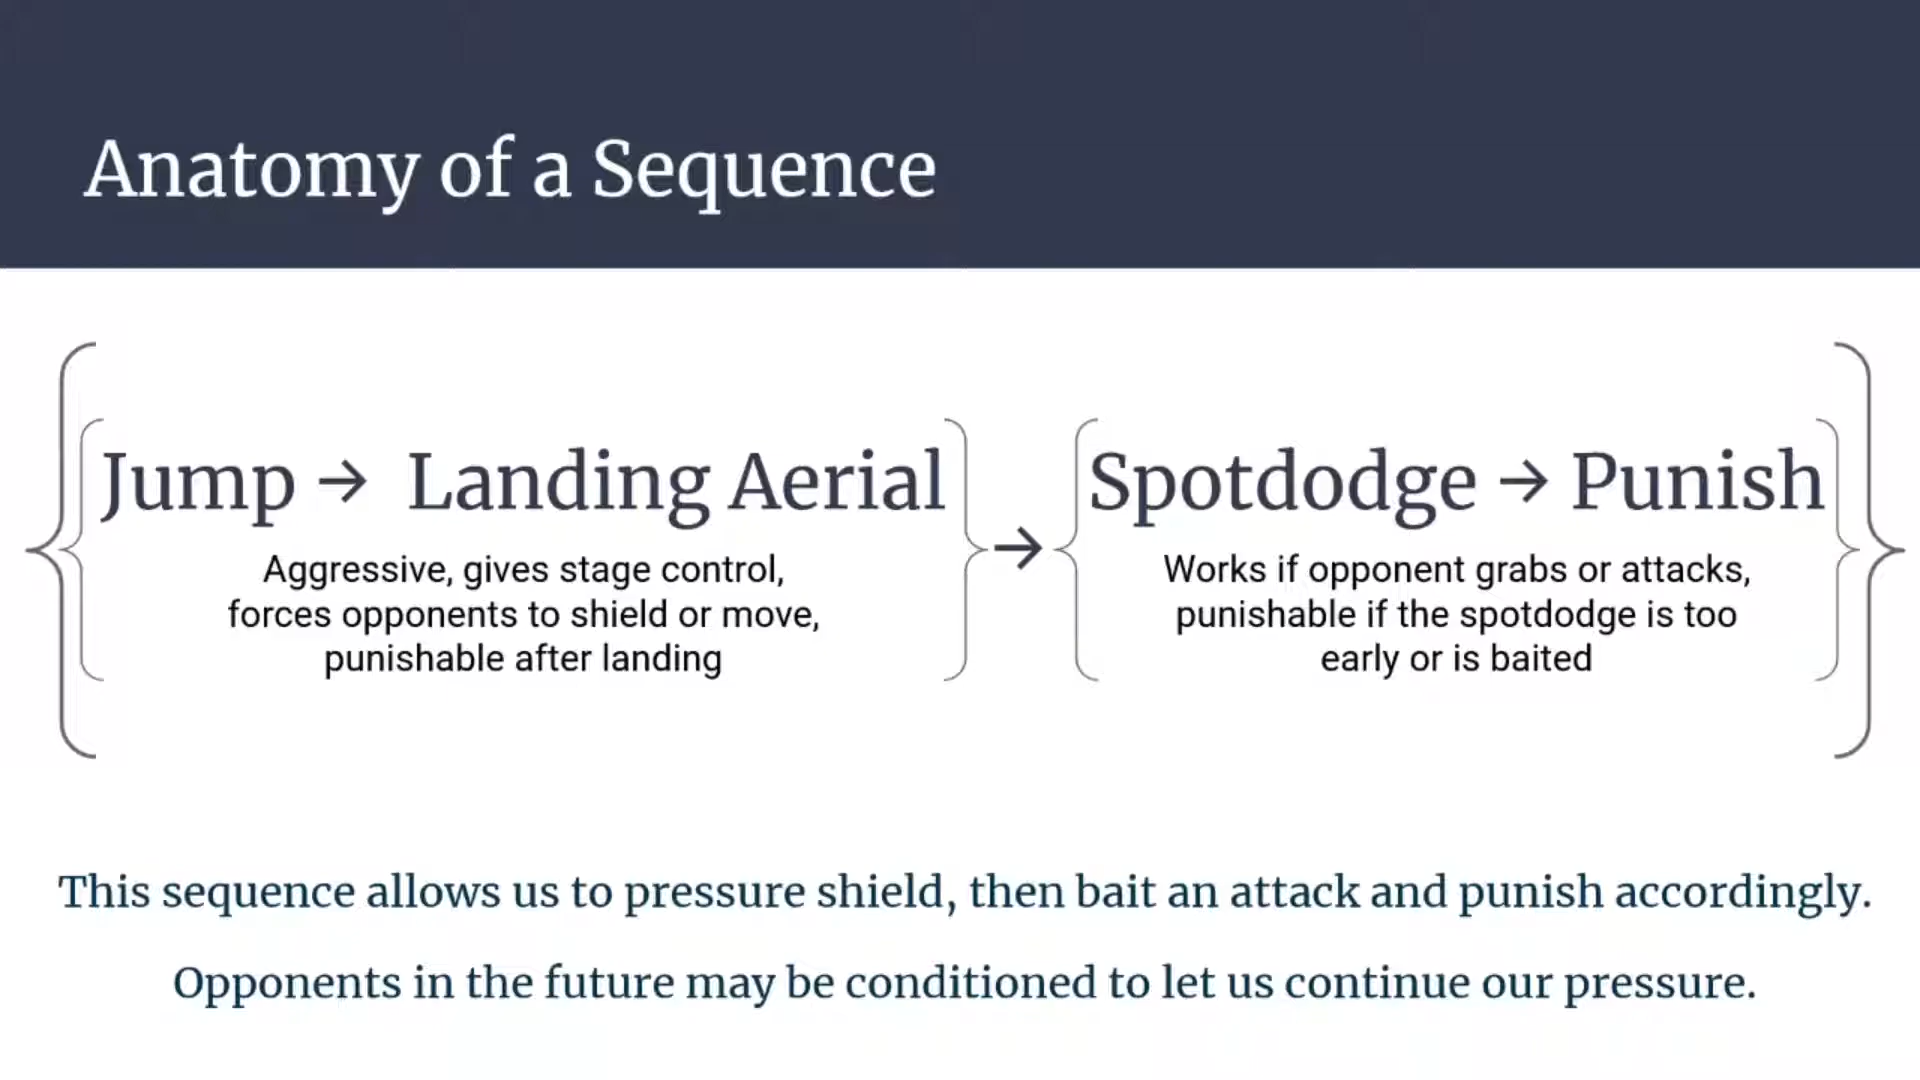 Anatomy of a Sequence
Jump → Landing Aerial → Spotdodge → Punish
Aggressive, gives stage control,
forces opponents to shield or move,
punishable after landing
Works if opponent grabs or attacks,
punishable if the spotdodge is too
early or is baited
This sequence allows us to pressure shield, then bait an attack and punish accordingly.
Opponents in the future may be conditioned to let us continue our pressure.